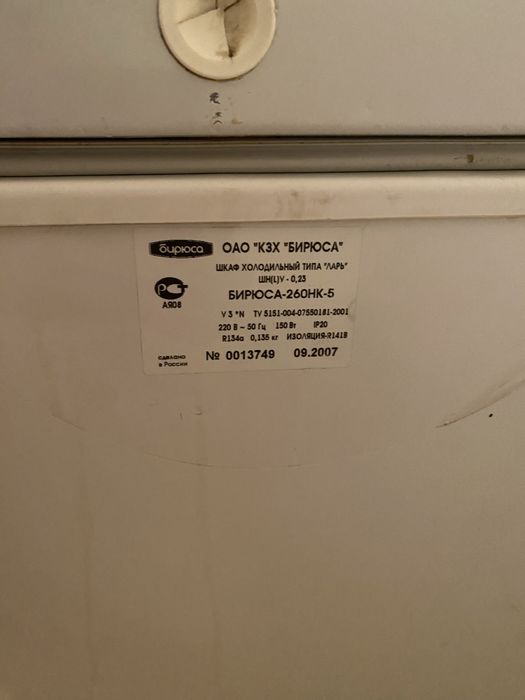 бирюса ОАО "КЗХ "БИРЮСА"
ШКАФ ХОЛОДИЛЬНЫЙ ТИПА "ЛАРЬ"
ШН(L)V - 0,23
РСТ БИРЮСА-260НК-5
АЯ08
V 3 *N ТУ 5151-004-07550181-2001
220 В ~ 50 Гц 150 Вт IP20
R134a 0,135 кг ИЗОЛЯЦИЯ-R141B
сделано
в России
№ 0013749 09.2007